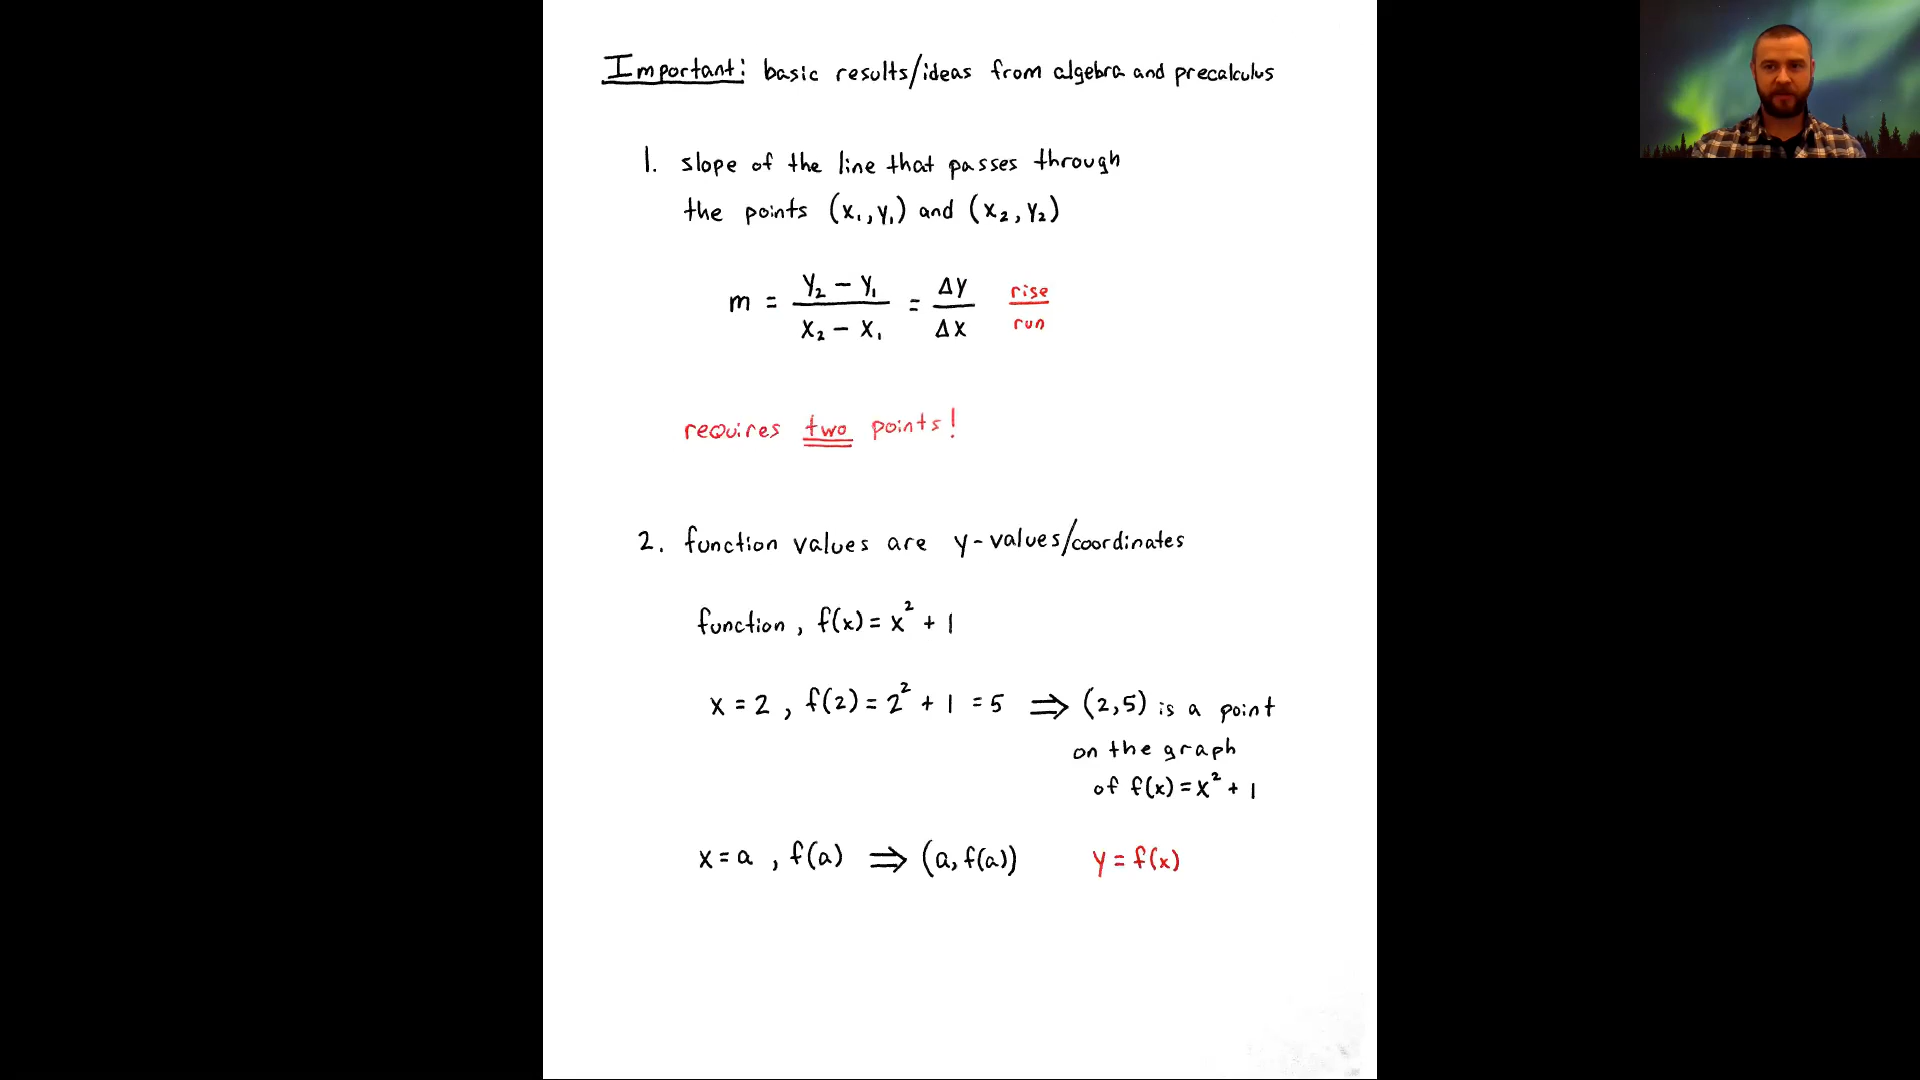 Important: basic results/ideas from algebra and precalculus
1. slope of the line that passes through
the points (x₁,y₁) and (x₂,y₂)
m = y₂ - y₁ / x₂ - x₁ = Δy / Δx rise / run
requires two points!
2. function values are y-values/coordinates
function, f(x) = x² + 1
x = 2, f(2) = 2² + 1 = 5 ⇒ (2,5) is a point
on the graph
of f(x) = x² + 1
x = a, f(a) ⇒ (a, f(a)) y = f(x)